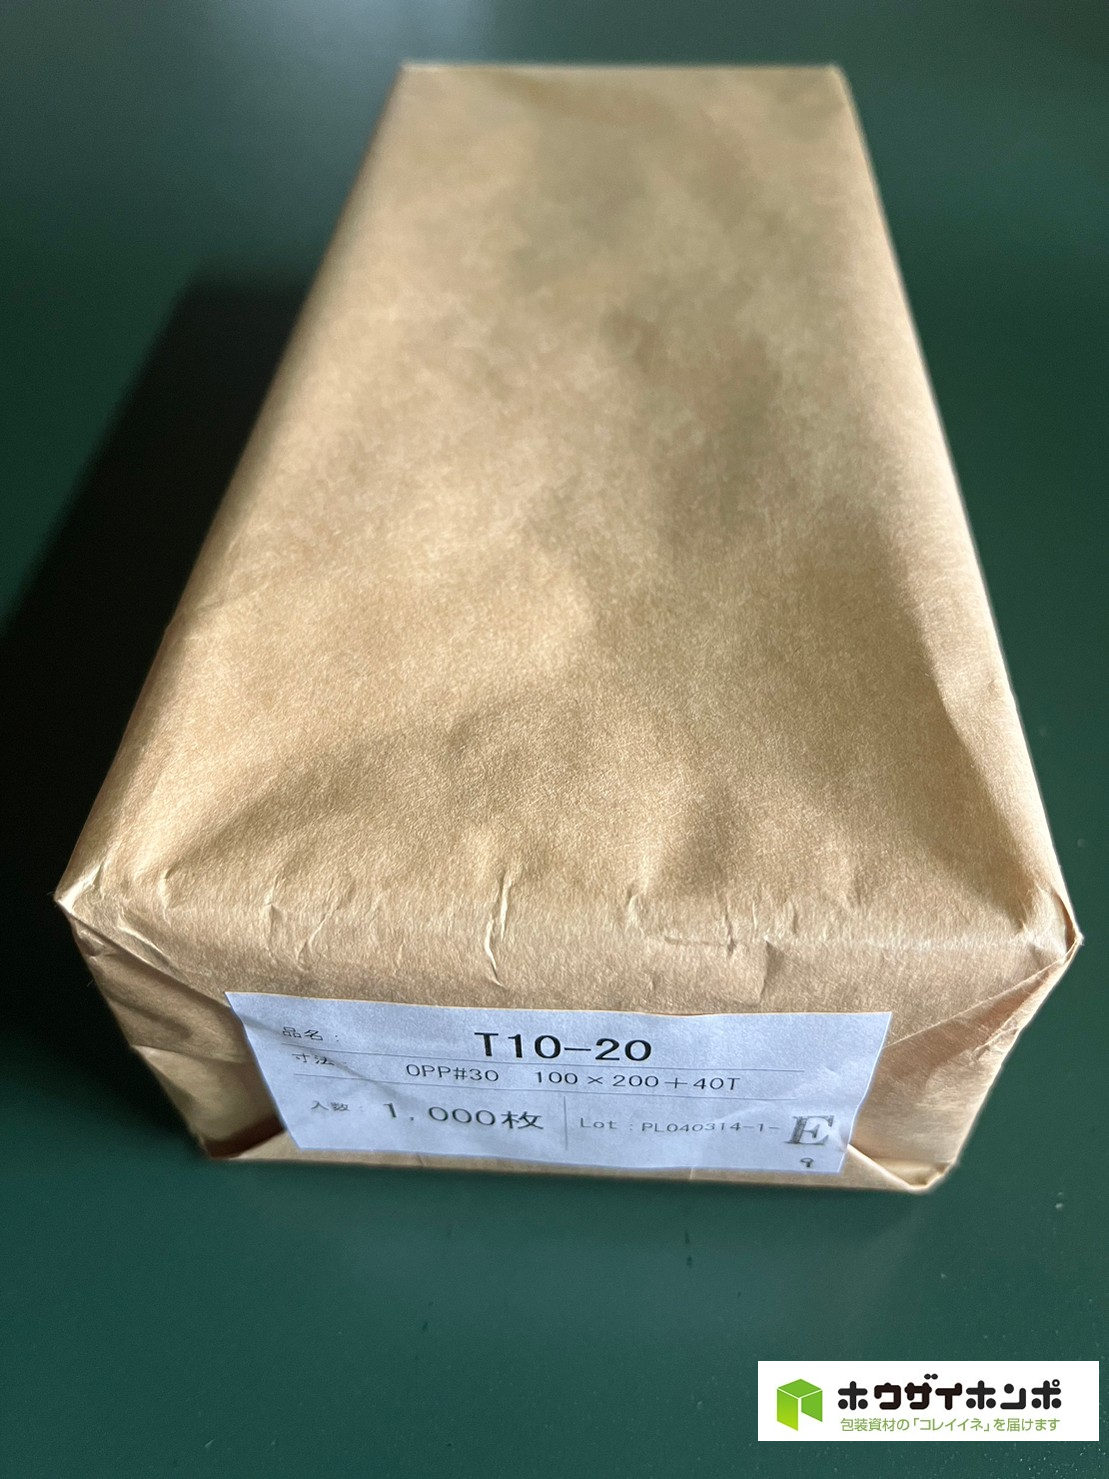 品名: T10-20
寸法: OPP#30 100×200+40T
入数: 1,000枚 Lot:PL040314-1-E
9
ホウザイホンポ
包装資材の「コレイイネ」を届けます